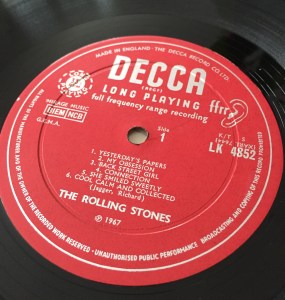 MADE IN ENGLAND · THE DECCA RECORD CO. LTD.
DECCA
LONG PLAYING ffrr
full frequency range recording
MIRAGE MUSIC
BIEM NCB
G.E.M.A.
Side
1
K/T
LK 4852
1. YESTERDAY'S PAPERS
2. MY OBSESSION
3. BACK STREET GIRL
4. CONNECTION
5. SHE SMILED SWEETLY
6. COOL CALM AND COLLECTED
(Jagger, Richard)
THE ROLLING STONES
℗ 1967
ALL RIGHTS OF THE MANUFACTURER AND OF THE OWNER OF THE RECORDED WORK RESERVED · UNAUTHORISED PUBLIC PERFORMANCE, BROADCASTING AND COPYING OF THIS RECORD PROHIBITED